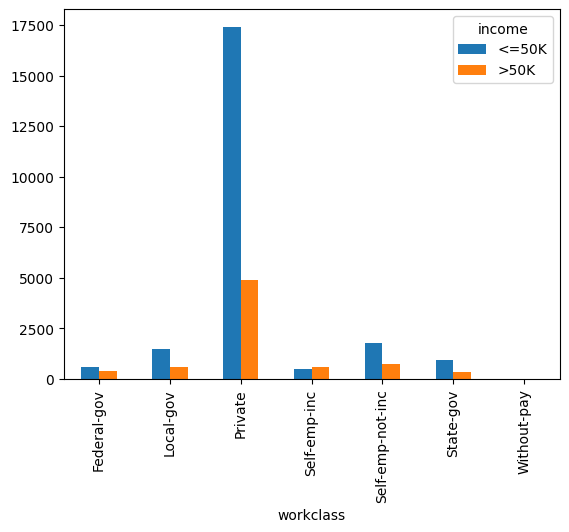 income
<=50K
>50K
17500
15000
12500
10000
7500
5000
2500
0
Federal-gov
Local-gov
Private
Self-emp-inc
Self-emp-not-inc
State-gov
Without-pay
workclass